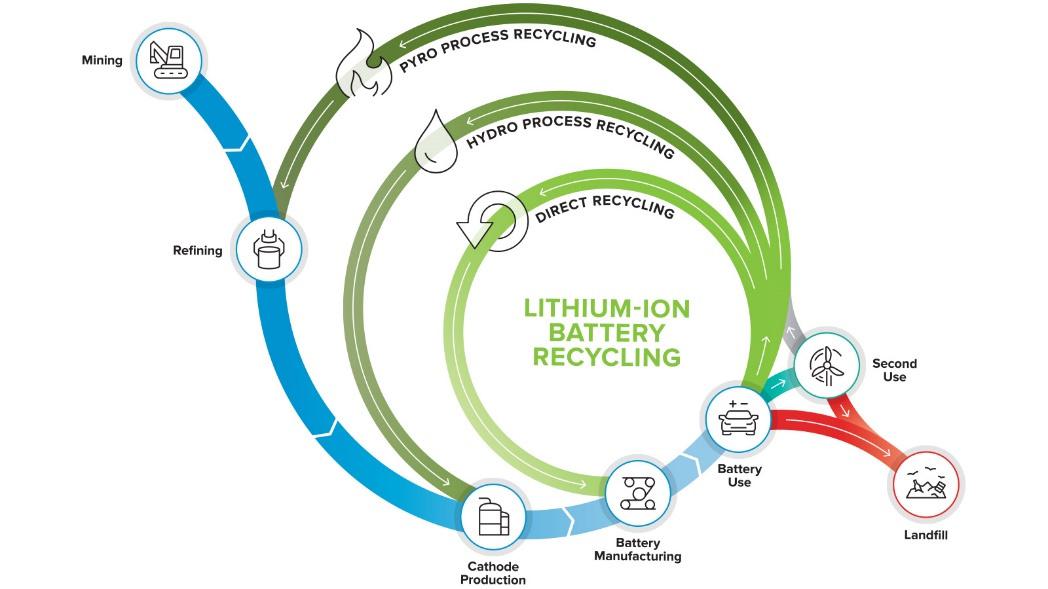 Mining
PYRO PROCESS RECYCLING
HYDRO PROCESS RECYCLING
DIRECT RECYCLING
Refining
LITHIUM-ION
BATTERY
RECYCLING
Second
Use
+ −
Battery
Use
Landfill
Battery
Manufacturing
Cathode
Production